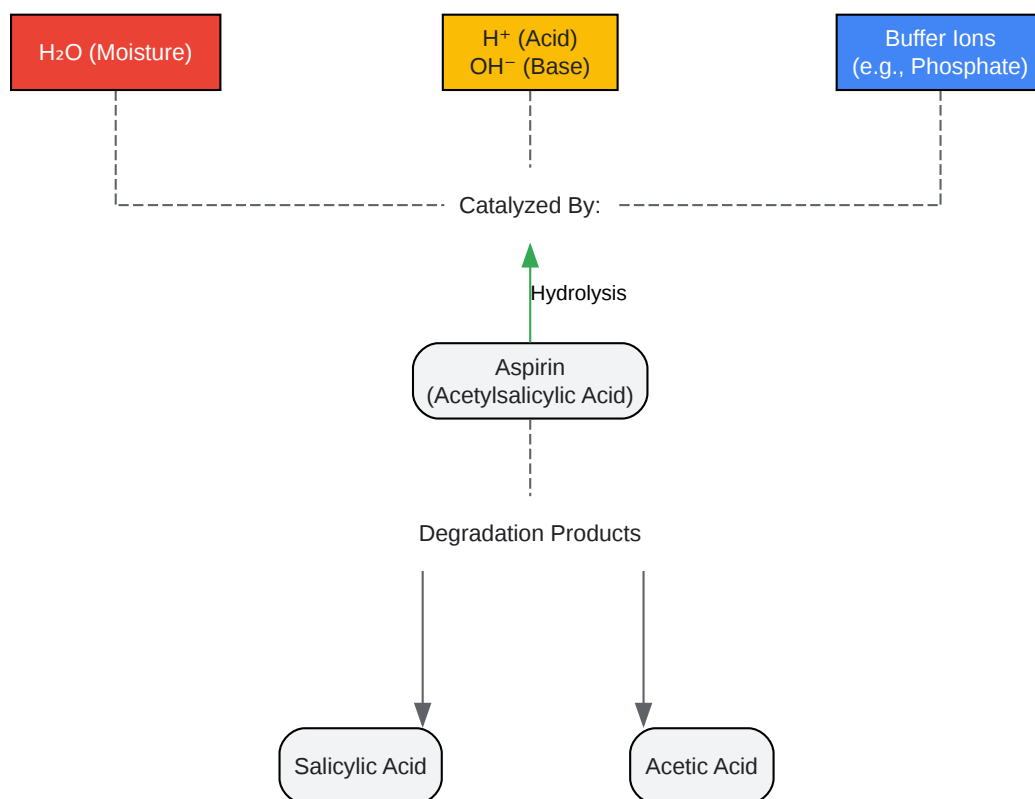 H₂O (Moisture)
H⁺ (Acid)
OH⁻ (Base)
Buffer Ions
(e.g., Phosphate)
Catalyzed By:
Hydrolysis
Aspirin
(Acetylsalicylic Acid)
Degradation Products
Salicylic Acid
Acetic Acid